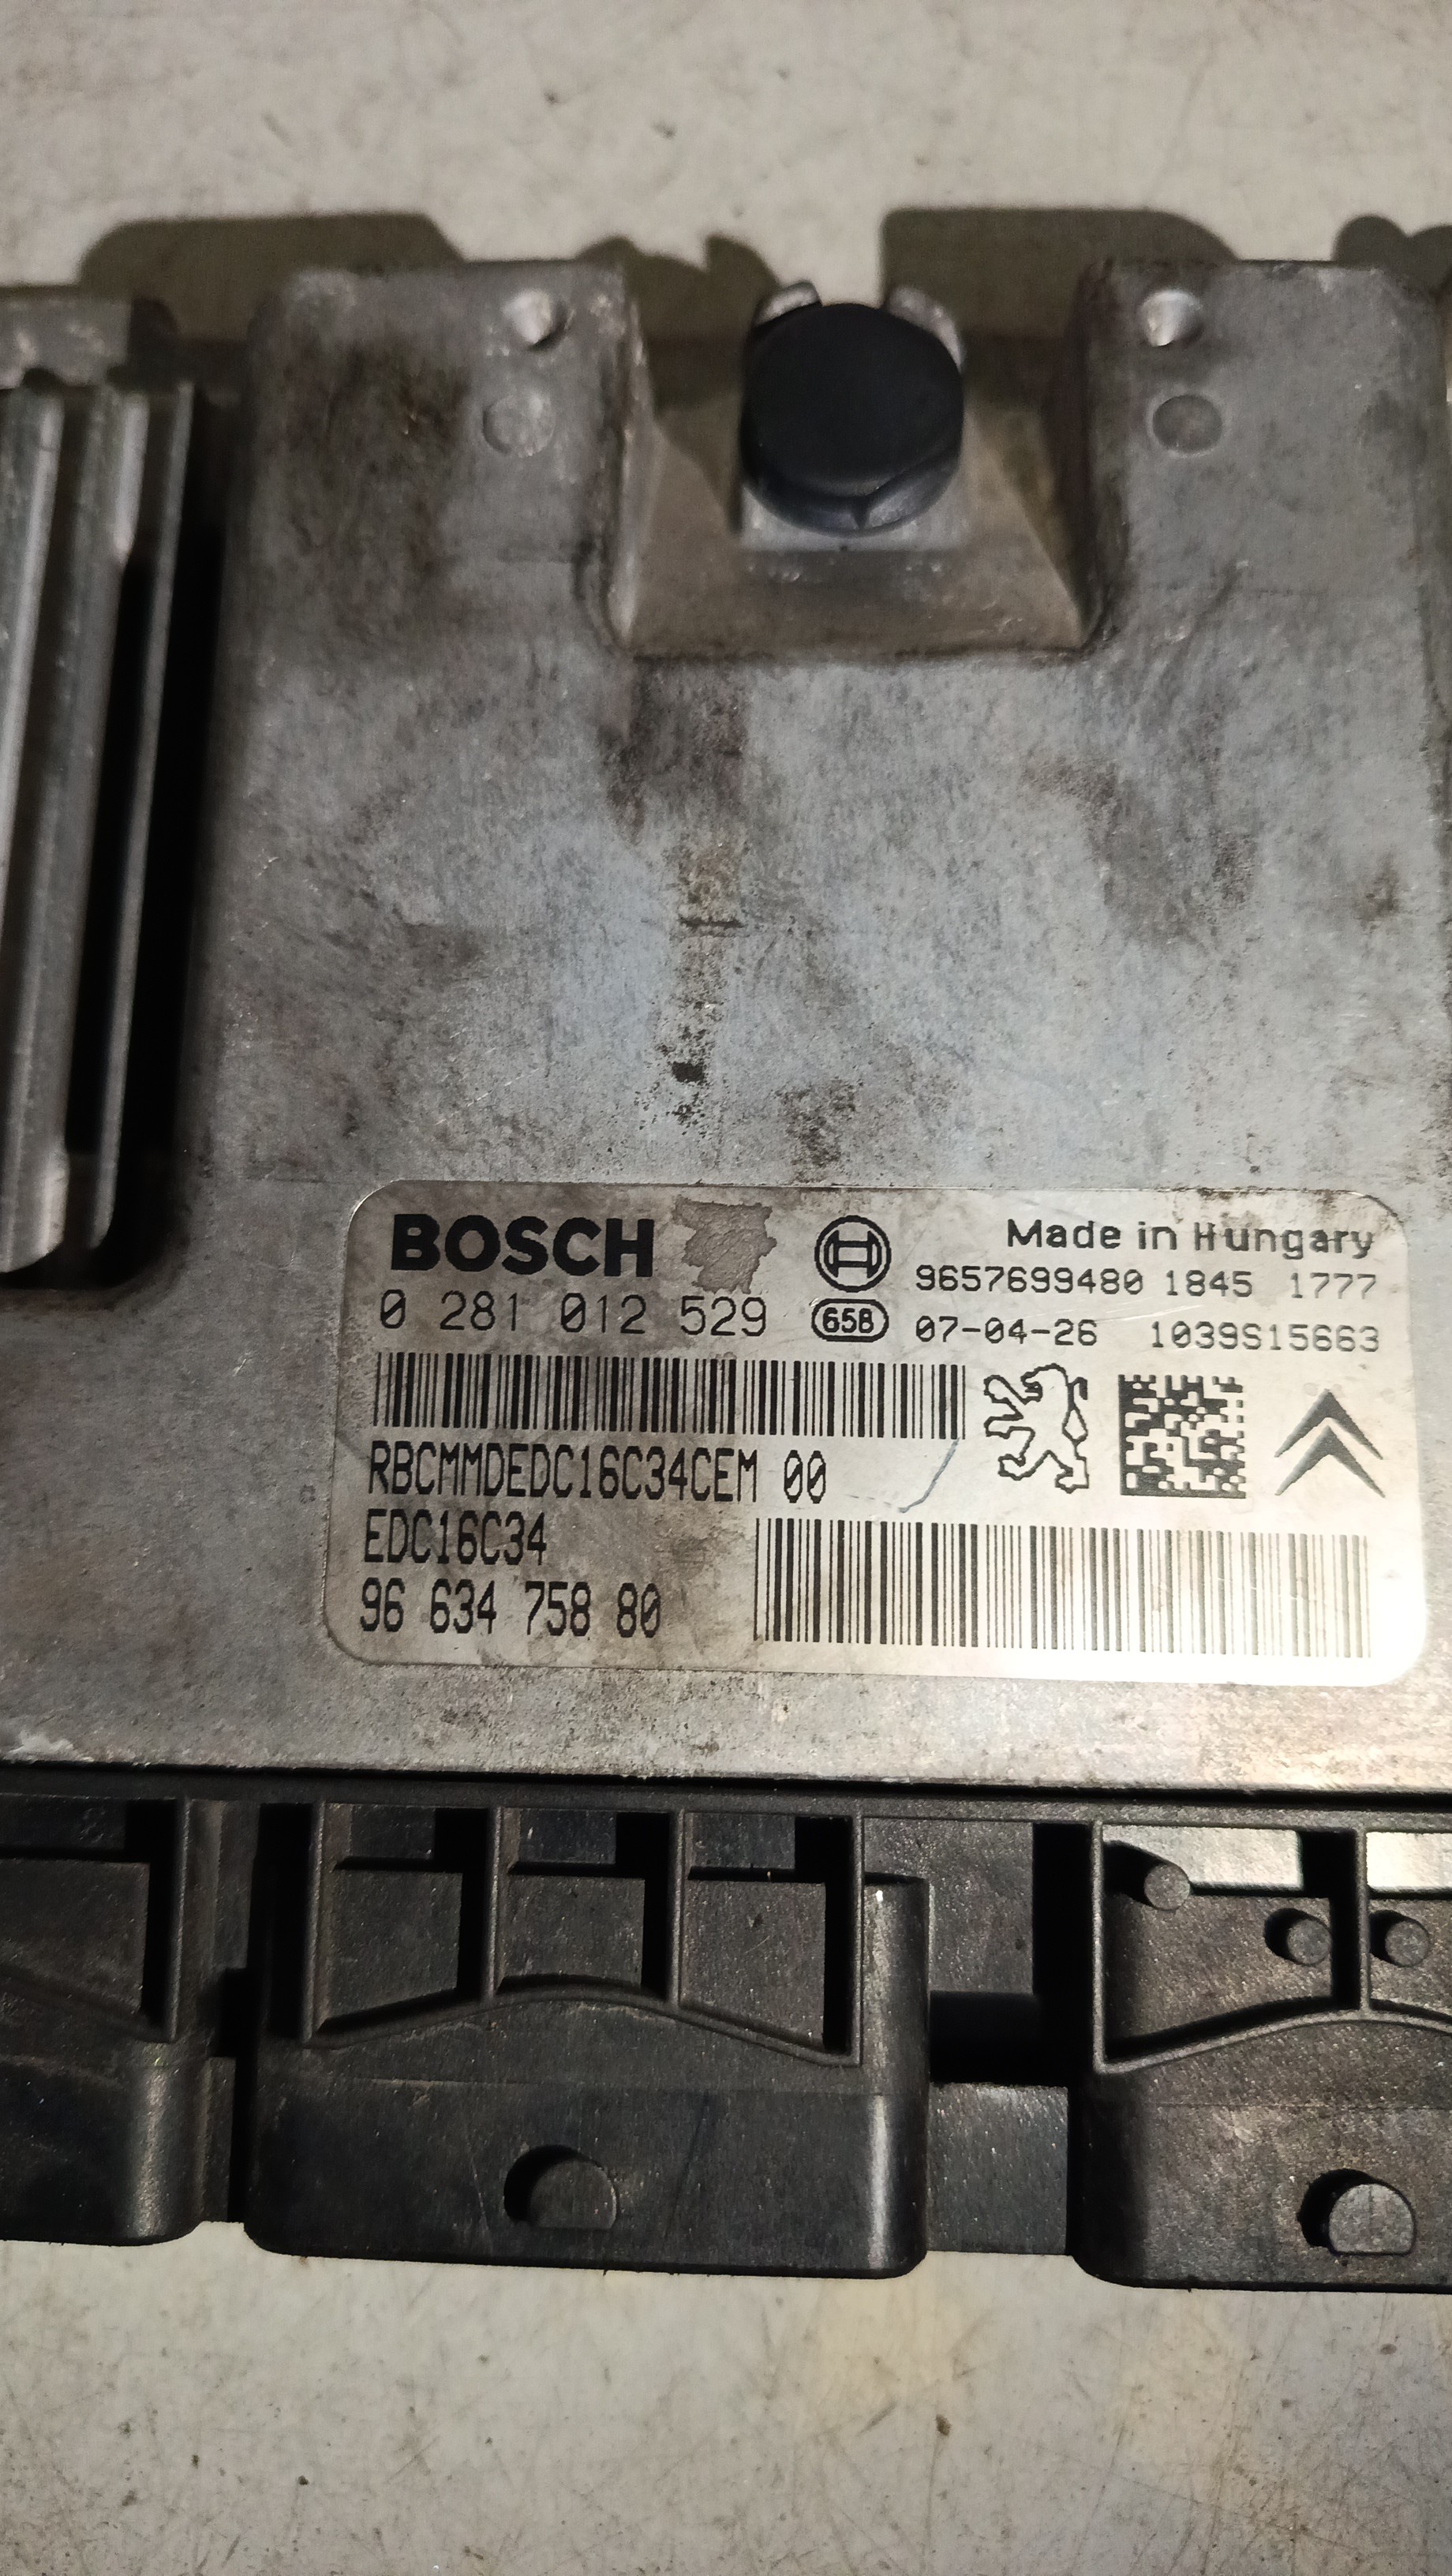 BOSCH
Made in Hungary
9657699480 1845 1777
0 281 012 529
658
07-04-26 1039S15663
RBCMMDEDC16C34CEM 00
EDC16C34
96 634 758 80